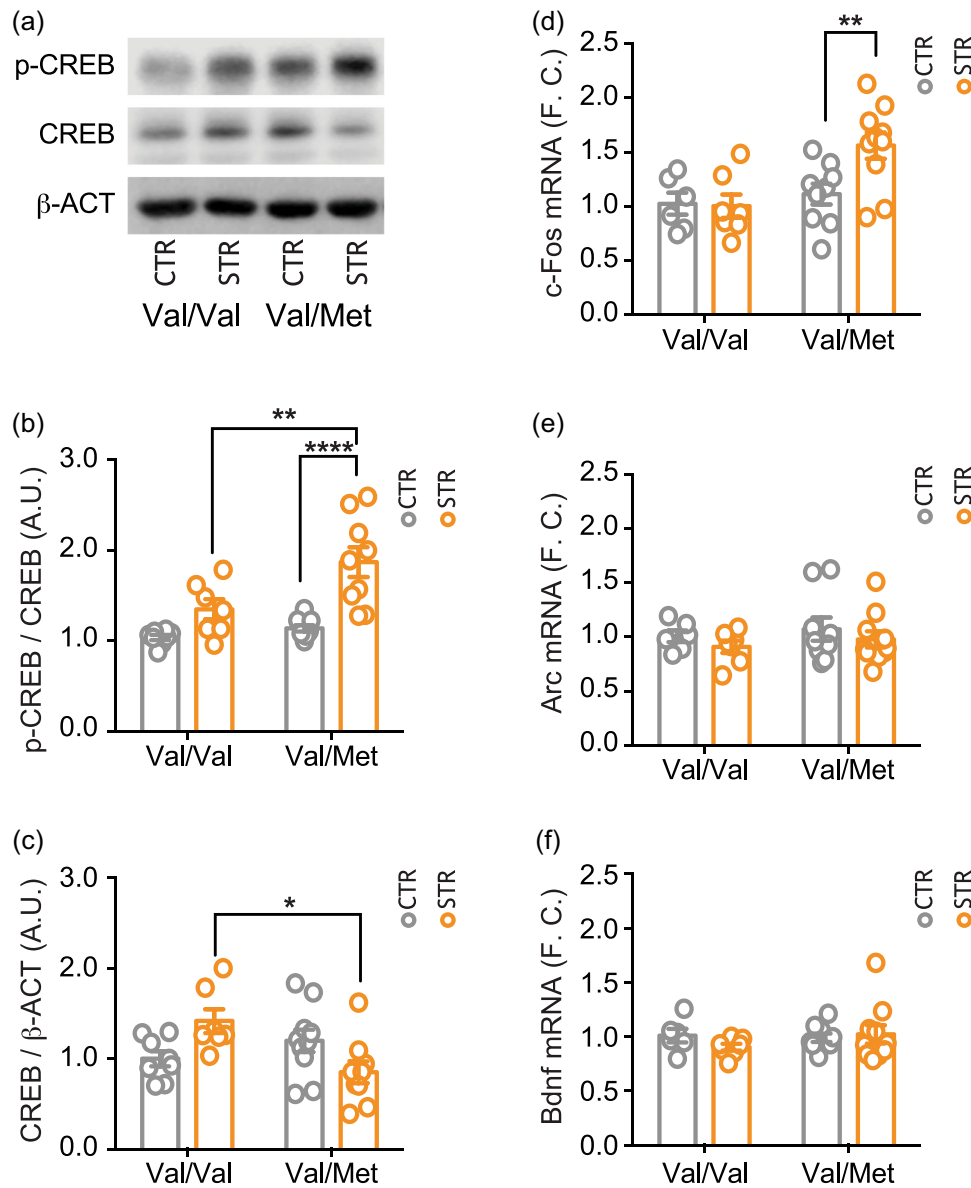 (a)
p-CREB
CREB
β-ACT
CTR STR CTR STR
Val/Val Val/Met
(b)
p-CREB / CREB (A.U.)
3.0
2.0
1.0
0.0
** ****
Val/Val Val/Met
CTR STR
(c)
CREB / β-ACT (A.U.)
3.0
2.0
1.0
0.0
*
Val/Val Val/Met
CTR STR
(d)
c-Fos mRNA (F. C.)
2.5
2.0
1.5
1.0
0.5
0.0
**
Val/Val Val/Met
CTR STR
(e)
Arc mRNA (F. C.)
2.5
2.0
1.5
1.0
0.5
0.0
Val/Val Val/Met
CTR STR
(f)
Bdnf mRNA (F. C.)
2.5
2.0
1.5
1.0
0.5
0.0
Val/Val Val/Met
CTR STR